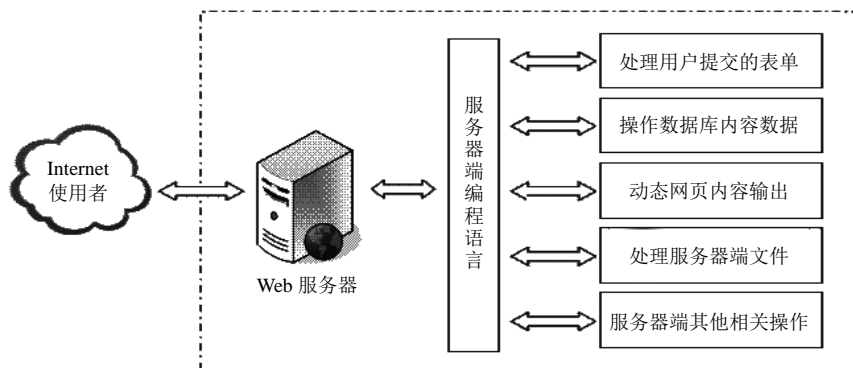 Internet
使用者
Web 服务器
服务器端编程语言
处理用户提交的表单
操作数据库内容数据
动态网页内容输出
处理服务器端文件
服务器端其他相关操作